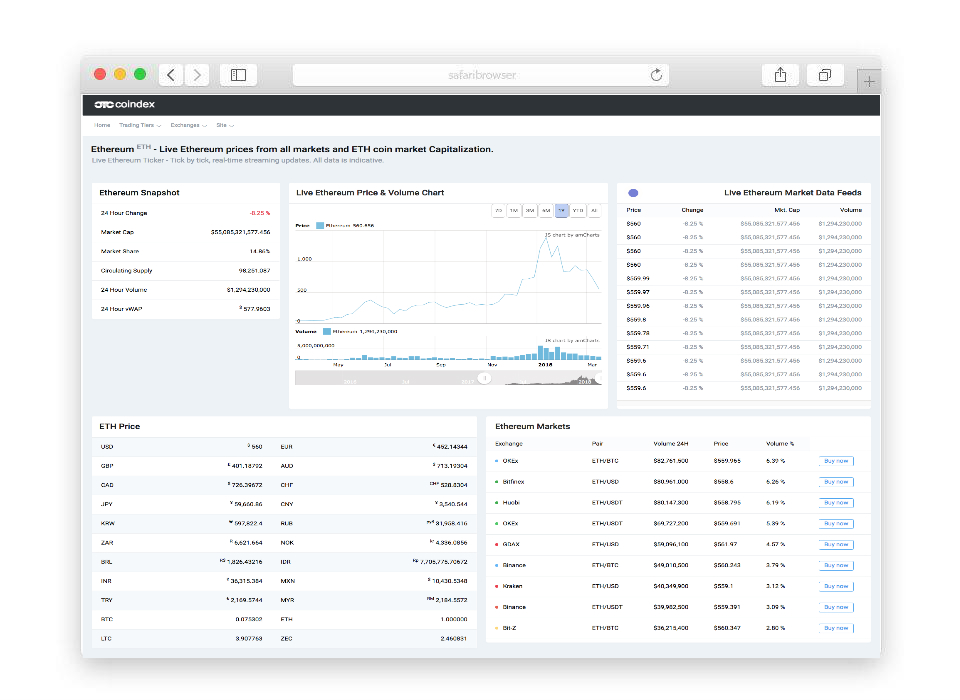 safaribrowser
OTC coindex
Home Trading Tiers Exchanges Site
Ethereum ETH - Live Ethereum prices from all markets and ETH coin market Capitalization.
Live Ethereum Ticker - Tick by tick, real-time streaming updates. All data is indicative.
Ethereum Snapshot
24 Hour Change -8.25 %
Market Cap $55,085,321,577.456
Market Share 14.86%
Circulating Supply 98,251,087
24 Hour Volume $1,294,230,000
24 Hour VWAP $ 577.9603
Live Ethereum Price & Volume Chart
7D 1M 3M 6M 1Y YTD All
Price Ethereum 560.656
JS chart by amCharts
1,000
500
0
Volume Ethereum 1,294,230,000
JS chart by amCharts
5,000,000,000
0
May Jul Sep Nov 2018 Mar
2017 Jul 2018
Live Ethereum Market Data Feeds
Price Change Mkt. Cap Volume
$560 -8.25 % $55,085,321,577.456 $1,294,230,000
$560 -8.25 % $55,085,321,577.456 $1,294,230,000
$560 -8.25 % $55,085,321,577.456 $1,294,230,000
$560 -8.25 % $55,085,321,577.456 $1,294,230,000
$559.99 -8.25 % $55,085,321,577.456 $1,294,230,000
$559.97 -8.25 % $55,085,321,577.456 $1,294,230,000
$559.96 -8.25 % $55,085,321,577.456 $1,294,230,000
$559.8 -8.25 % $55,085,321,577.456 $1,294,230,000
$559.78 -8.25 % $55,085,321,577.456 $1,294,230,000
$559.71 -8.25 % $55,085,321,577.456 $1,294,230,000
$559.6 -8.25 % $55,085,321,577.456 $1,294,230,000
$559.6 -8.25 % $55,085,321,577.456 $1,294,230,000
$559.6 -8.25 % $55,085,321,577.456 $1,294,230,000
ETH Price
USD $ 560 EUR € 452.14344
GBP £ 401.18792 AUD $ 713.19304
CAD $ 726.39672 CHF CHF 528.8304
JPY ¥ 59,660.86 CNY ¥ 3,540.544
KRW ₩ 597,822.4 RUB руб 31,958.416
ZAR R 6,621.664 NOK kr 4,336.0856
BRL R$ 1,826.43216 IDR Rp 7,705,775.70672
INR ₹ 36,315.384 MXN $ 10,430.5348
TRY ₺ 2,169.5744 MYR RM 2,184.5572
BTC 0.075302 ETH 1.000000
LTC 3.907763 ZEC 2.460831
Ethereum Markets
Exchange Pair Volume 24H Price Volume %
OKEx ETH/BTC $82,761,500 $559.965 6.39 % Buy now
Bitfinex ETH/USD $80,961,000 $558.6 6.26 % Buy now
Huobi ETH/USDT $80,147,300 $558.795 6.19 % Buy now
OKEx ETH/USDT $69,727,200 $559.691 5.39 % Buy now
GDAX ETH/USD $59,096,100 $561.97 4.57 % Buy now
Binance ETH/BTC $49,010,500 $560.243 3.79 % Buy now
Kraken ETH/USD $40,349,900 $559.1 3.12 % Buy now
Binance ETH/USDT $39,982,500 $559.391 3.09 % Buy now
Bit-Z ETH/BTC $36,215,400 $560.347 2.80 % Buy now